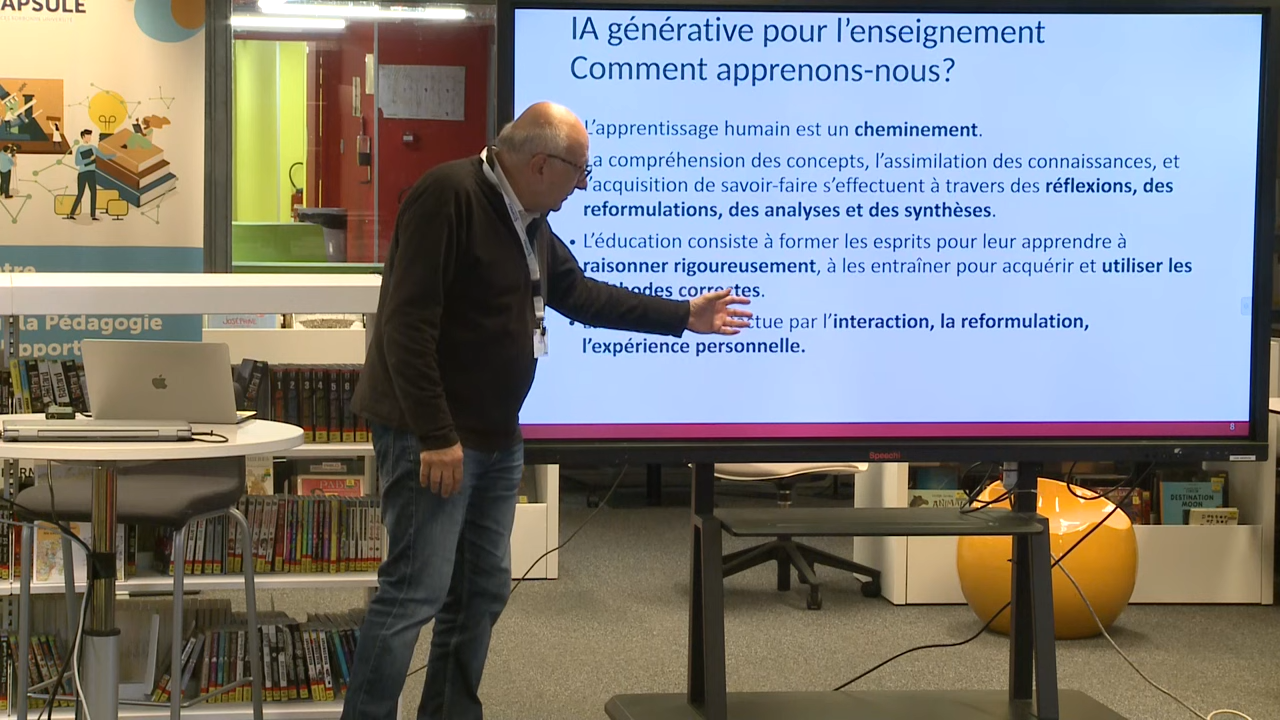 APSULE
IA générative pour l'enseignement
Comment apprenons-nous?
L'apprentissage humain est un cheminement.
La compréhension des concepts, l'assimilation des connaissances, et
l'acquisition de savoir-faire s'effectuent à travers des réflexions, des
reformulations, des analyses et des synthèses.
• L'éducation consiste à former les esprits pour leur apprendre à
raisonner rigoureusement, à les entraîner pour acquérir et utiliser les
correctes.
par l'interaction, la reformulation,
l'expérience personnelle.
8
Speechi
la Pédagogie
DESTINATION
MOON